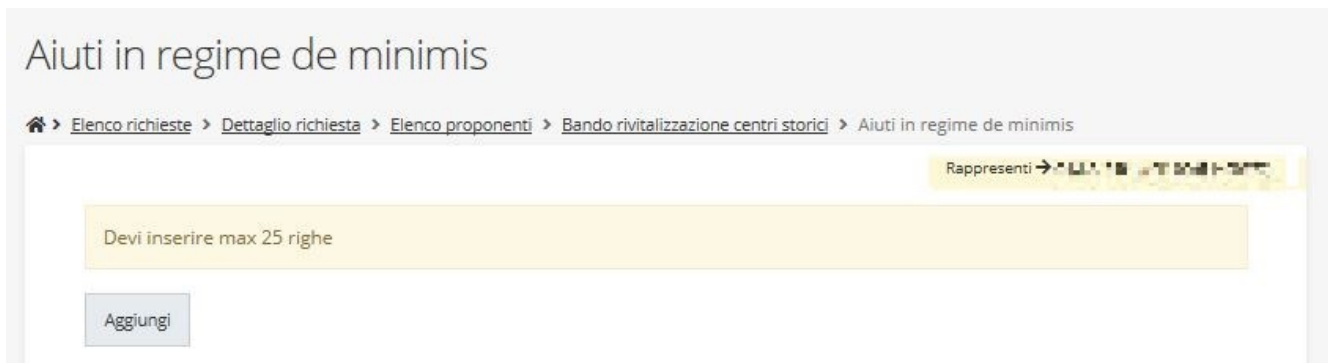 Aiuti in regime de minimis
> Elenco richieste > Dettaglio richiesta > Elenco proponenti > Bando rivitalizzazione centri storici > Aiuti in regime de minimis
Rappresenti →
Devi inserire max 25 righe
Aggiungi